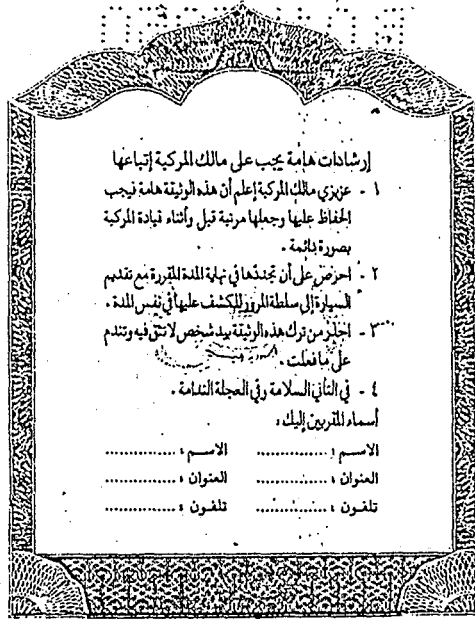 إرشادات هامة يجب على مالك المركبة إتباعها
١ - عزيزي مالك المركبة إعلم أن هذه الوثيقة هامة فيجب
الحفاظ عليها وجعلها مرئية قبل وأثناء قيادة المركبة
بصورة دائمة .
٢ - احرص على أن تجددها في نهاية المدة المقررة مع تقديم
السيارة إلى سلطة المرور للكشف عليها في نفس المدة .
٣ - احذر من ترك هذه الوثيقة بيد شخص لا تثق فيه وتندم
على ما فعلت .
٤ - في التأني السلامة وفي العجلة الندامة .
أسماء المقربين إليك :
الاسم : .............. الاسم : ..............
العنوان : .............. العنوان : ..............
تلفون : .............. تلفون : ..............